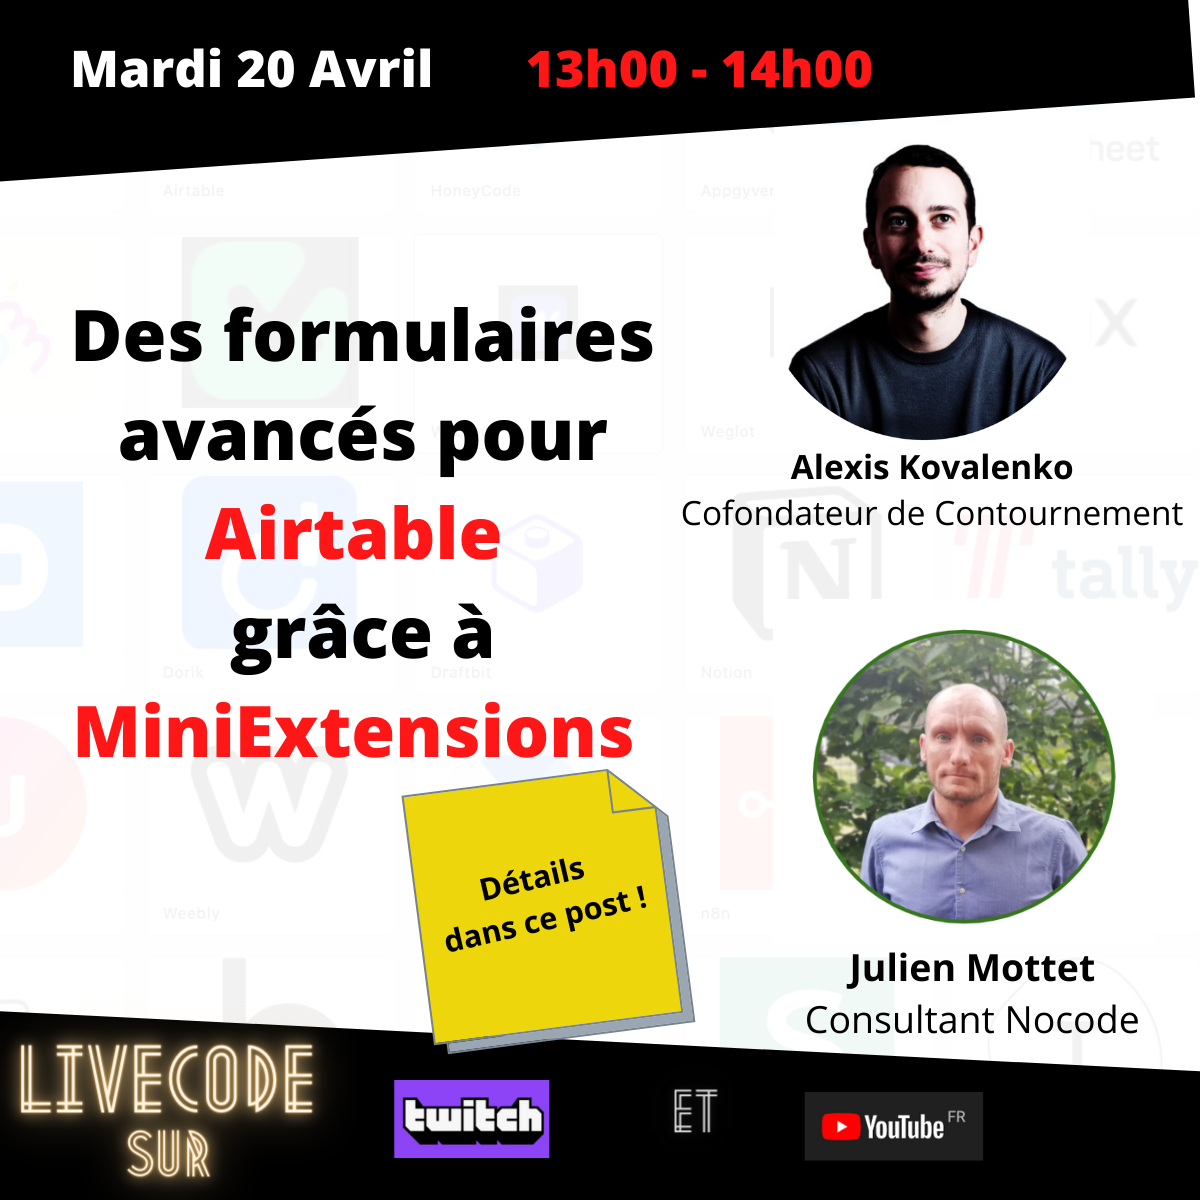 Mardi 20 Avril
13h00 - 14h00
heet
Airtable
HoneyCode
Appgyver
Des formulaires
avancés pour
Airtable
grâce à
MiniExtensions
X
Weglot
Alexis Kovalenko
Cofondateur de Contournement
N
tally
Dorik
Draftbit
Notion
W
Détails
dans ce post !
Weebly
n8n
Julien Mottet
Consultant Nocode
LIVECODE
SUR
twitch
ET
YouTube FR